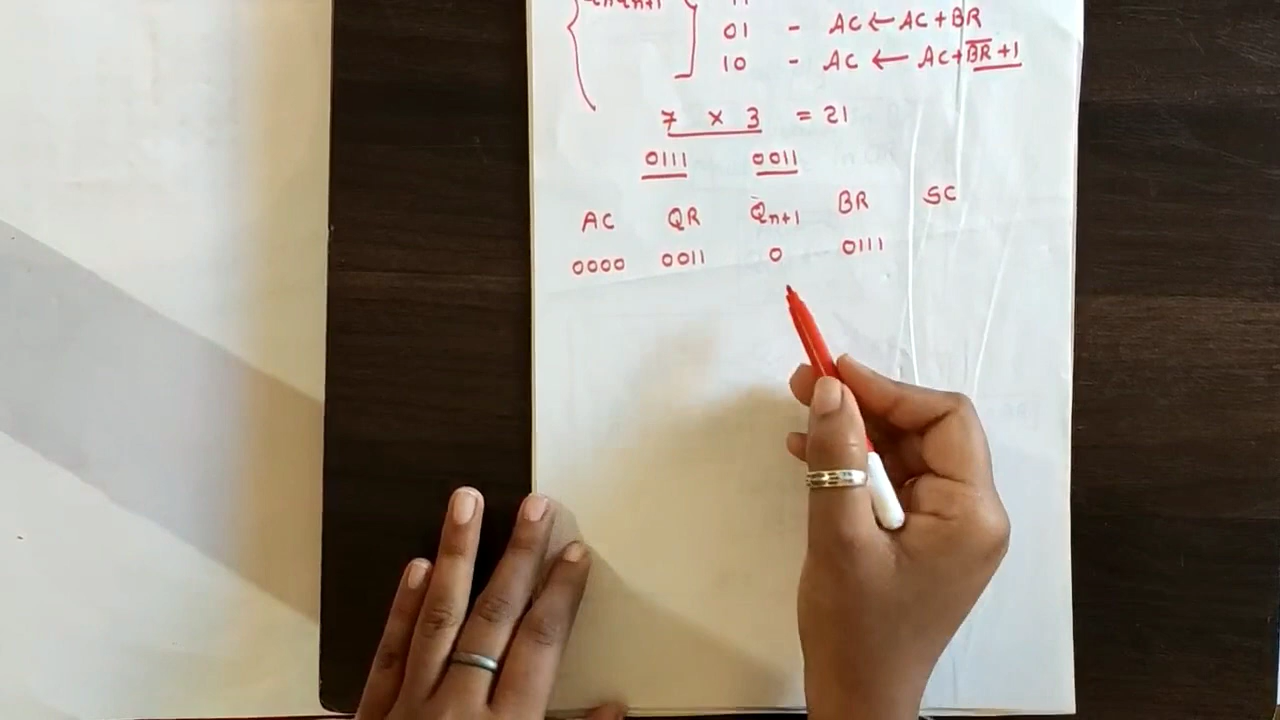 01 - AC ← AC + BR
10 - AC ← AC + B̅R̅ + 1
7 × 3 = 21
0111 0011
AC QR Qn+1 BR SC
0000 0011 0 0111